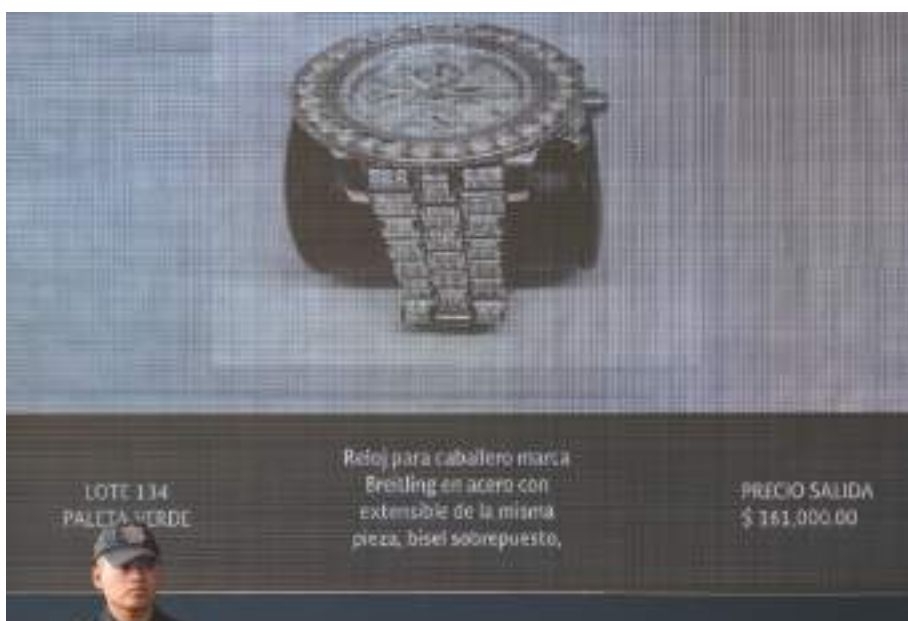 LOTE 134
PALETA VERDE
Reloj para caballero marca
Breitling en acero con
extensible de la misma
pieza, bisel sobrepuesto,
PRECIO SALIDA
$ 161,000.00